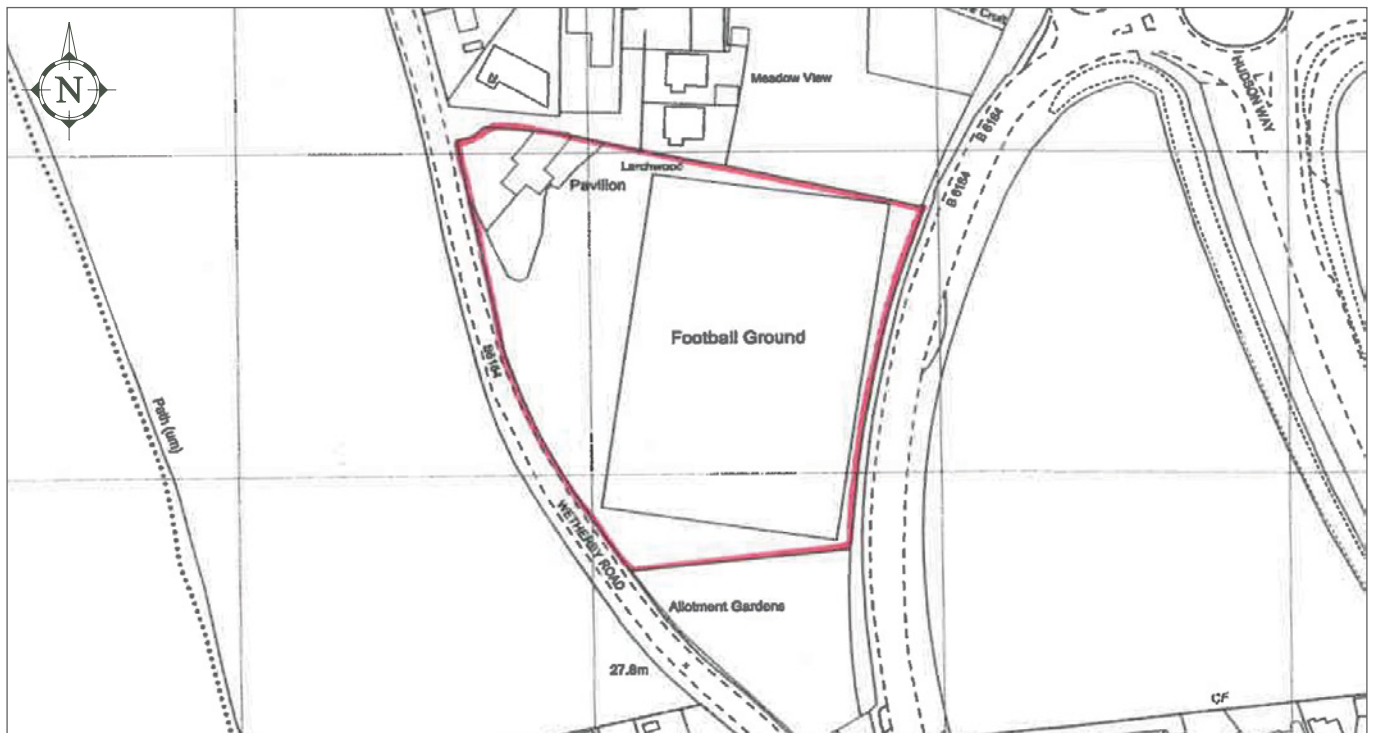 N
Meadow View
HUDSON WAY
B 6164
B 6164
Larchwood
Pavilion
Football Ground
B6164
Path (um)
WETHERBY ROAD
Allotment Gardens
27.8m
CF